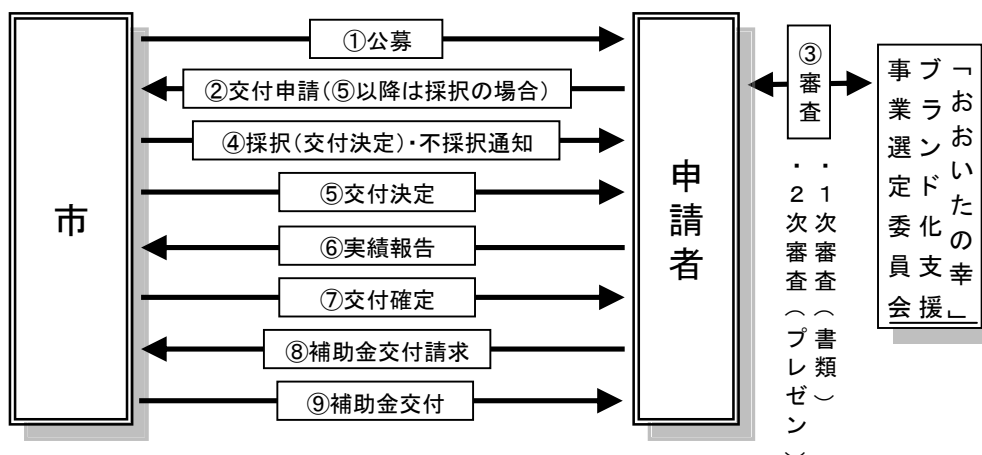 市
①公募
②交付申請(⑤以降は採択の場合)
④採択(交付決定)・不採択通知
⑤交付決定
⑥実績報告
⑦交付確定
⑧補助金交付請求
⑨補助金交付
申請者
③審査
・1次審査(書類)
・2次審査(プレゼン)
「おおいたの幸」
ブランド化支援
事業選定委員会